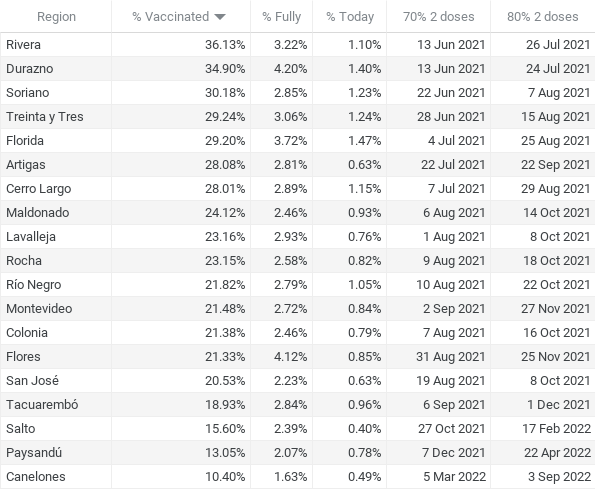 Region % Vaccinated % Fully % Today 70% 2 doses 80% 2 doses
Rivera 36.13% 3.22% 1.10% 13 Jun 2021 26 Jul 2021
Durazno 34.90% 4.20% 1.40% 13 Jun 2021 24 Jul 2021
Soriano 30.18% 2.85% 1.23% 22 Jun 2021 7 Aug 2021
Treinta y Tres 29.24% 3.06% 1.24% 28 Jun 2021 15 Aug 2021
Florida 29.20% 3.72% 1.47% 4 Jul 2021 25 Aug 2021
Artigas 28.08% 2.81% 0.63% 22 Jul 2021 22 Sep 2021
Cerro Largo 28.01% 2.89% 1.15% 7 Jul 2021 29 Aug 2021
Maldonado 24.12% 2.46% 0.93% 6 Aug 2021 14 Oct 2021
Lavalleja 23.16% 2.93% 0.76% 1 Aug 2021 8 Oct 2021
Rocha 23.15% 2.58% 0.82% 9 Aug 2021 18 Oct 2021
Río Negro 21.82% 2.79% 1.05% 10 Aug 2021 22 Oct 2021
Montevideo 21.48% 2.72% 0.84% 2 Sep 2021 27 Nov 2021
Colonia 21.38% 2.46% 0.79% 7 Aug 2021 16 Oct 2021
Flores 21.33% 4.12% 0.85% 31 Aug 2021 25 Nov 2021
San José 20.53% 2.23% 0.63% 19 Aug 2021 8 Oct 2021
Tacuarembó 18.93% 2.84% 0.96% 6 Sep 2021 1 Dec 2021
Salto 15.60% 2.39% 0.40% 27 Oct 2021 17 Feb 2022
Paysandú 13.05% 2.07% 0.78% 7 Dec 2021 22 Apr 2022
Canelones 10.40% 1.63% 0.49% 5 Mar 2022 3 Sep 2022